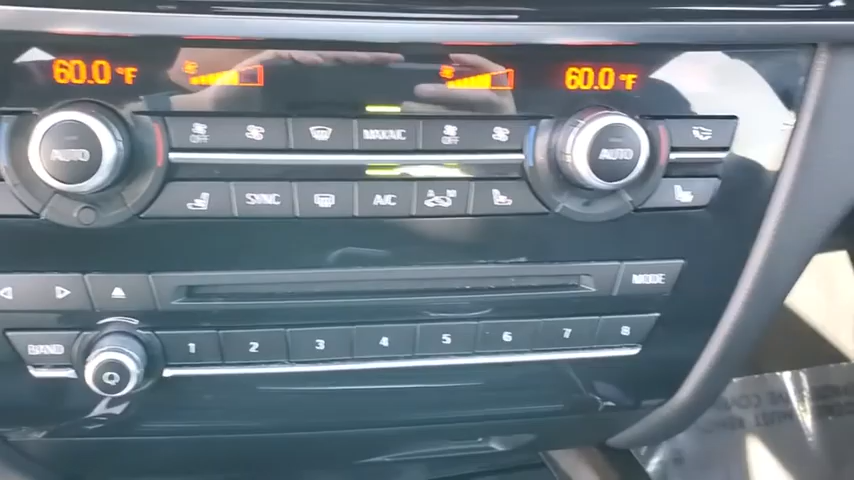 60.0 °F 60.0 °F
AUTO OFF MAX A/C OFF AUTO
SYNC A/C A M
MODE
BAND 1 2 3 4 5 6 7 8